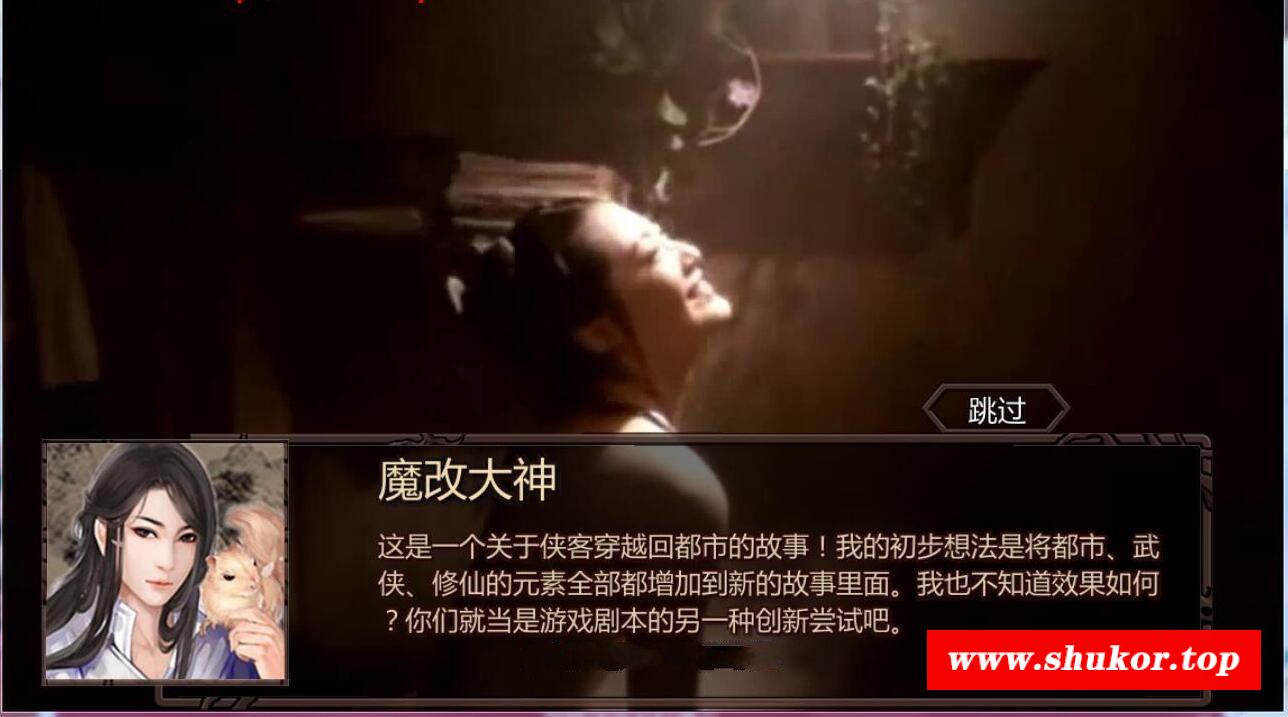 跳过
魔改大神
这是一个关于侠客穿越回都市的故事！我的初步想法是将都市、武
侠、修仙的元素全部都增加到新的故事里面。我也不知道效果如何
？你们就当是游戏剧本的另一种创新尝试吧。
www.shukor.top